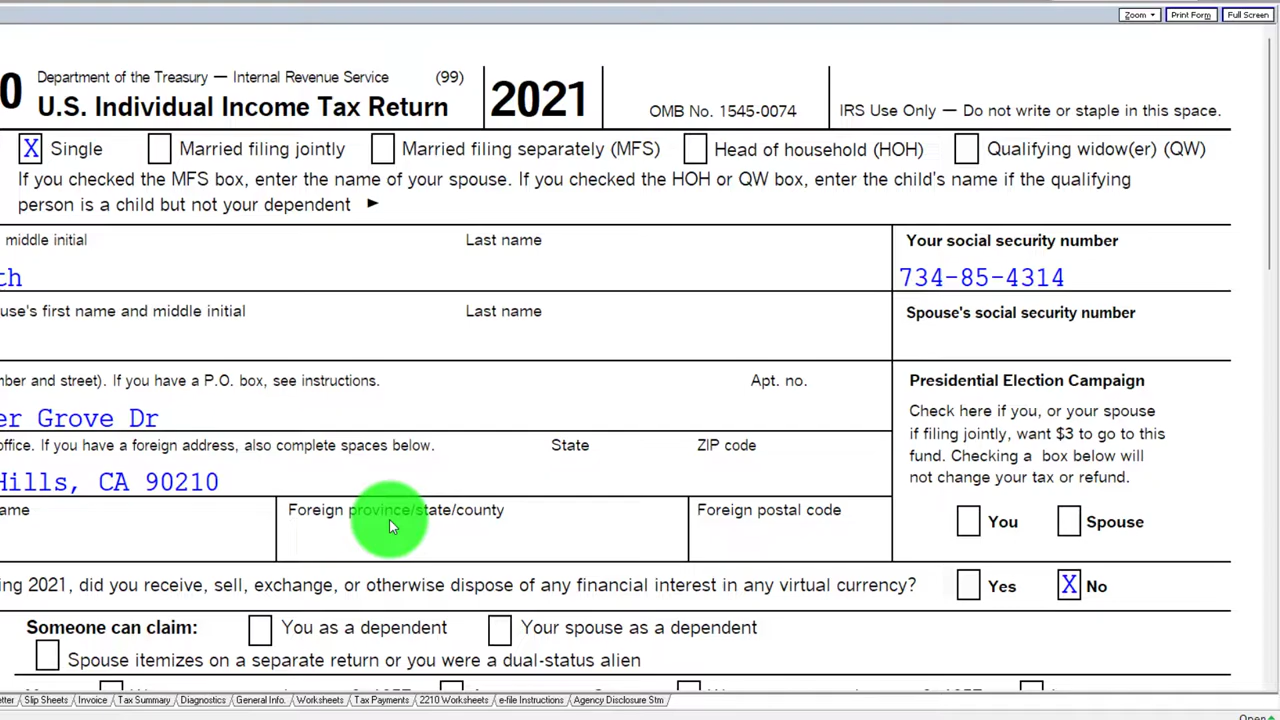 Zoom Print Form Full Screen
0 Department of the Treasury — Internal Revenue Service (99)
U.S. Individual Income Tax Return 2021 OMB No. 1545-0074 IRS Use Only — Do not write or staple in this space.
X Single Married filing jointly Married filing separately (MFS) Head of household (HOH) Qualifying widow(er) (QW)
If you checked the MFS box, enter the name of your spouse. If you checked the HOH or QW box, enter the child's name if the qualifying
person is a child but not your dependent ►
middle initial Last name Your social security number
th 734-85-4314
use's first name and middle initial Last name Spouse's social security number
mber and street). If you have a P.O. box, see instructions. Apt. no.
er Grove Dr
office. If you have a foreign address, also complete spaces below. State ZIP code
Hills, CA 90210
ame Foreign province/state/county Foreign postal code
Presidential Election Campaign
Check here if you, or your spouse
if filing jointly, want $3 to go to this
fund. Checking a box below will
not change your tax or refund.
You Spouse
ing 2021, did you receive, sell, exchange, or otherwise dispose of any financial interest in any virtual currency? Yes X No
Someone can claim: You as a dependent Your spouse as a dependent
Spouse itemizes on a separate return or you were a dual-status alien
etter Slip Sheets Invoice Tax Summary Diagnostics General Info. Worksheets Tax Payments 2210 Worksheets e-file Instructions Agency Disclosure Stm
Open